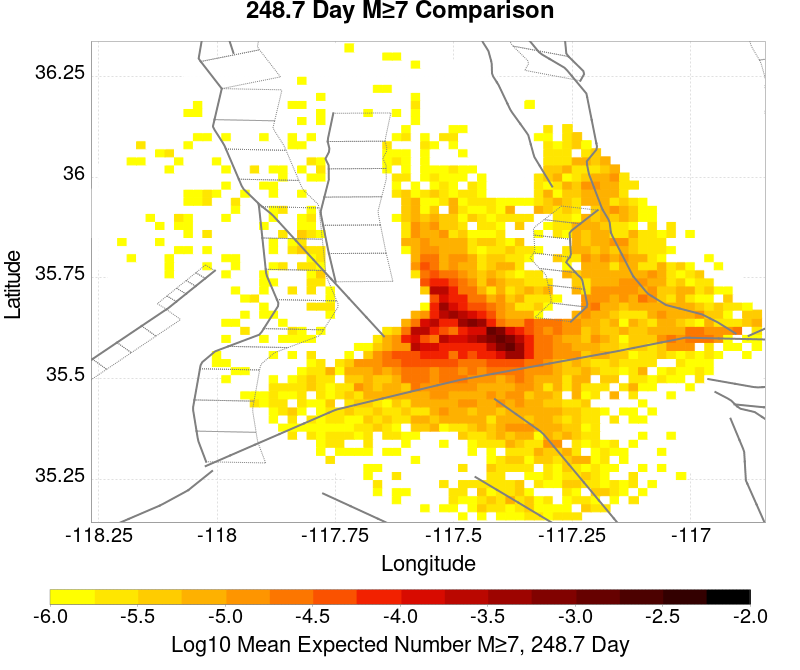 248.7 Day M≥7 Comparison
36.25
36
35.75
35.5
35.25
Latitude
-118.25 -118 -117.75 -117.5 -117.25 -117
Longitude
-6.0 -5.5 -5.0 -4.5 -4.0 -3.5 -3.0 -2.5 -2.0
Log10 Mean Expected Number M≥7, 248.7 Day